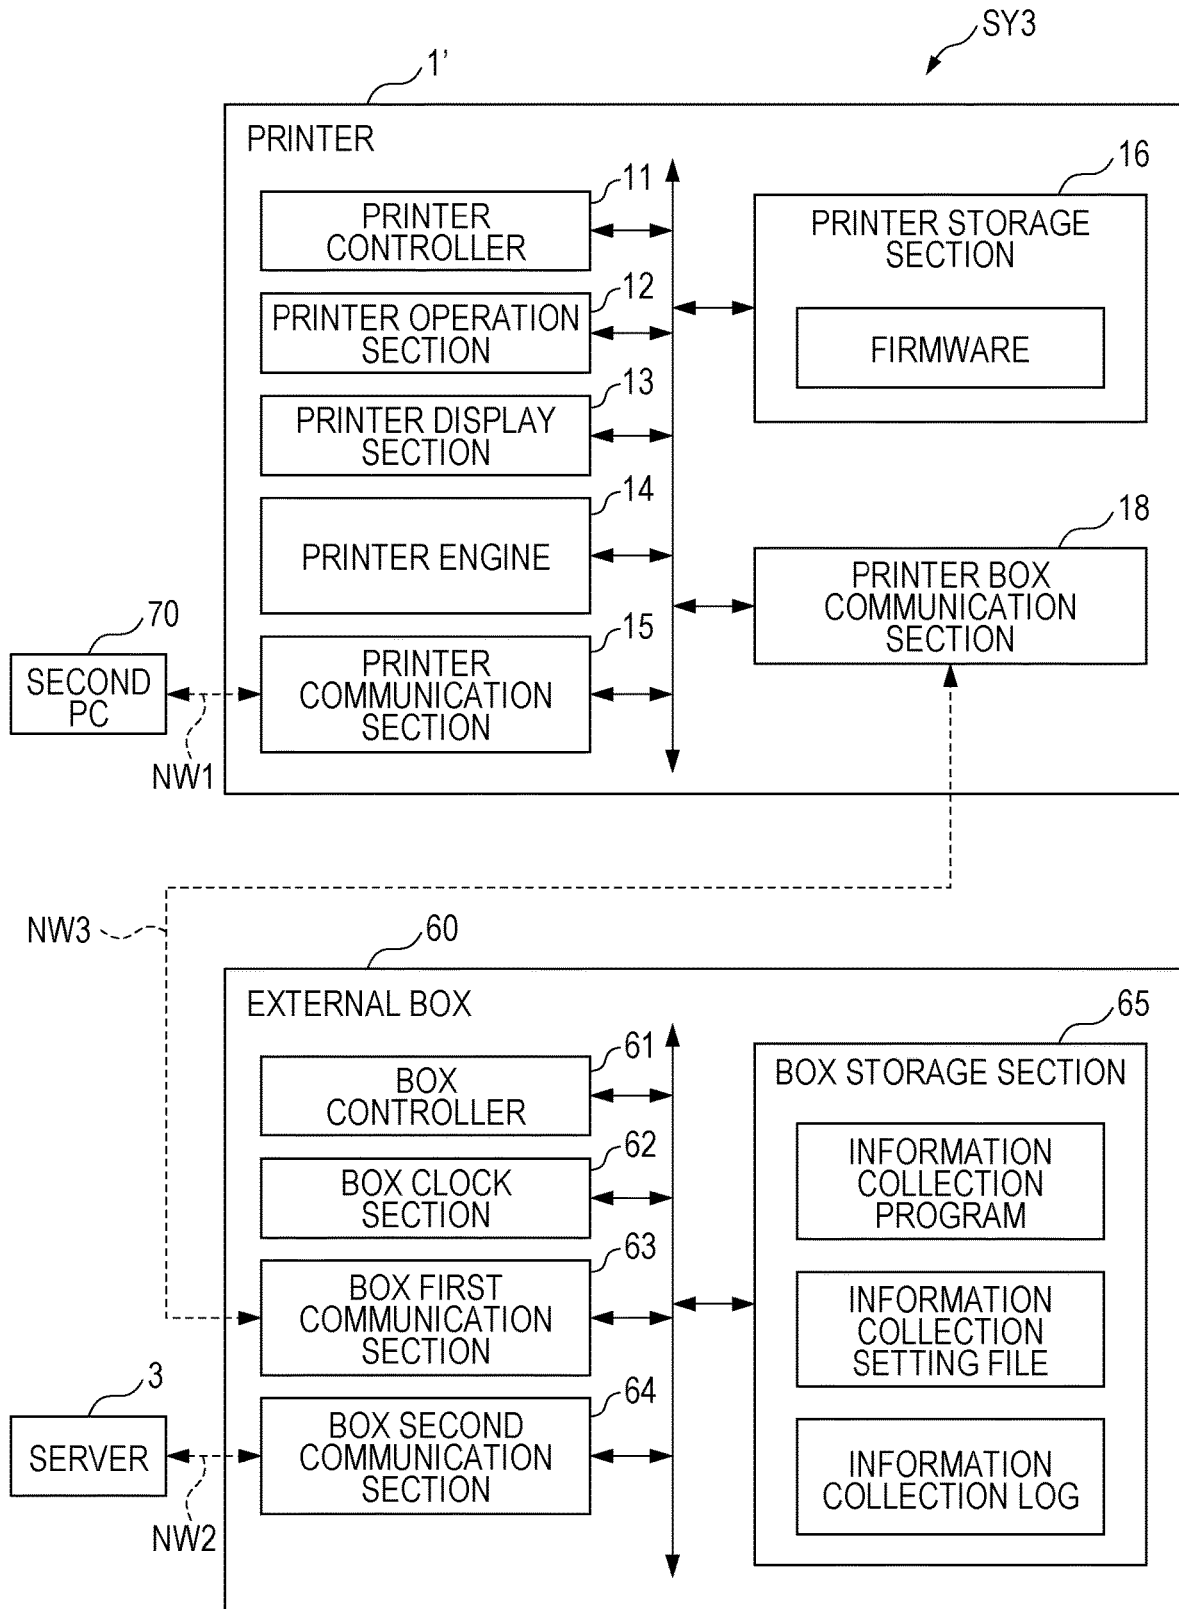 SY3
1’
PRINTER
11
PRINTER
CONTROLLER
12
PRINTER OPERATION
SECTION
13
PRINTER DISPLAY
SECTION
14
PRINTER ENGINE
15
PRINTER
COMMUNICATION
SECTION
16
PRINTER STORAGE
SECTION
FIRMWARE
18
PRINTER BOX
COMMUNICATION
SECTION
70
SECOND
PC
NW1
NW3
60
EXTERNAL BOX
61
BOX
CONTROLLER
62
BOX CLOCK
SECTION
63
BOX FIRST
COMMUNICATION
SECTION
64
BOX SECOND
COMMUNICATION
SECTION
65
BOX STORAGE SECTION
INFORMATION
COLLECTION
PROGRAM
INFORMATION
COLLECTION
SETTING FILE
INFORMATION
COLLECTION LOG
3
SERVER
NW2